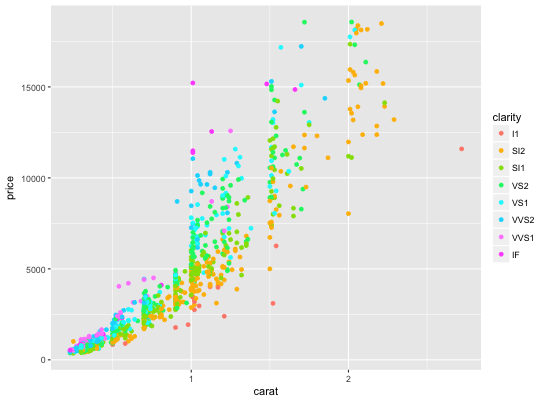 15000
10000
5000
0
price
1
2
carat
clarity
I1
SI2
SI1
VS2
VS1
VVS2
VVS1
IF